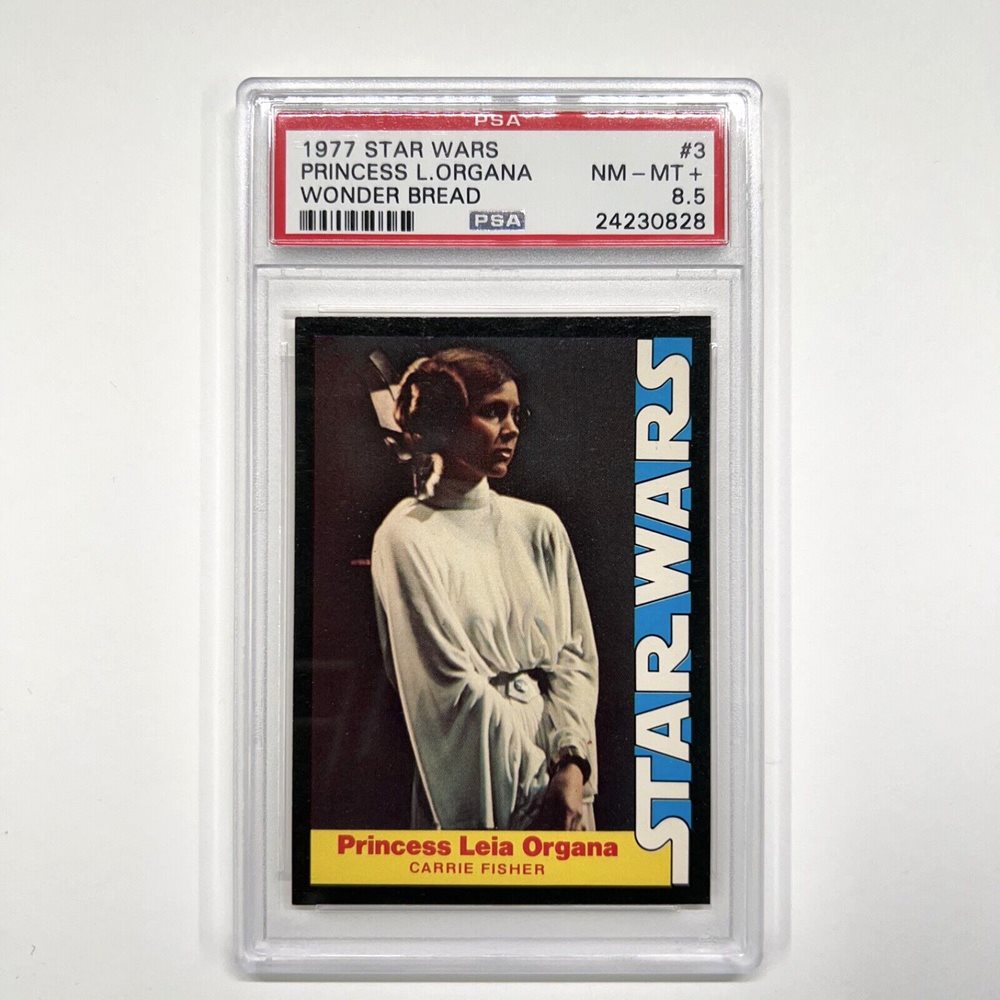 PSA
1977 STAR WARS #3
PRINCESS L.ORGANA NM - MT +
WONDER BREAD 8.5
PSA 24230828
STAR WARS
Princess Leia Organa
CARRIE FISHER